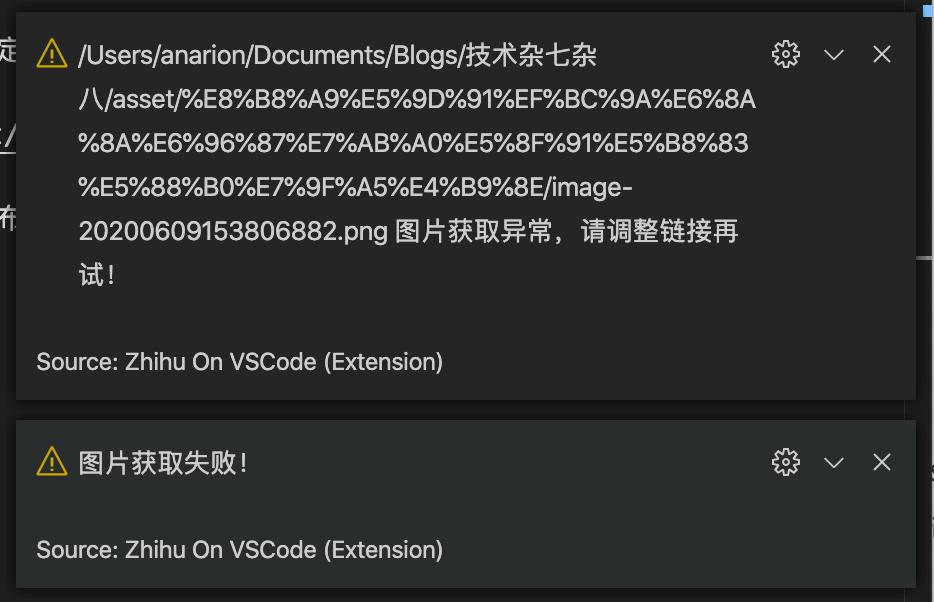 /Users/anarion/Documents/Blogs/技术杂七杂
八/asset/%E8%B8%A9%E5%9D%91%EF%BC%9A%E6%8A
%8A%E6%96%87%E7%AB%A0%E5%8F%91%E5%B8%83
%E5%88%B0%E7%9F%A5%E4%B9%8E/image-
20200609153806882.png 图片获取异常，请调整链接再
试！
Source: Zhihu On VSCode (Extension)
图片获取失败！
Source: Zhihu On VSCode (Extension)